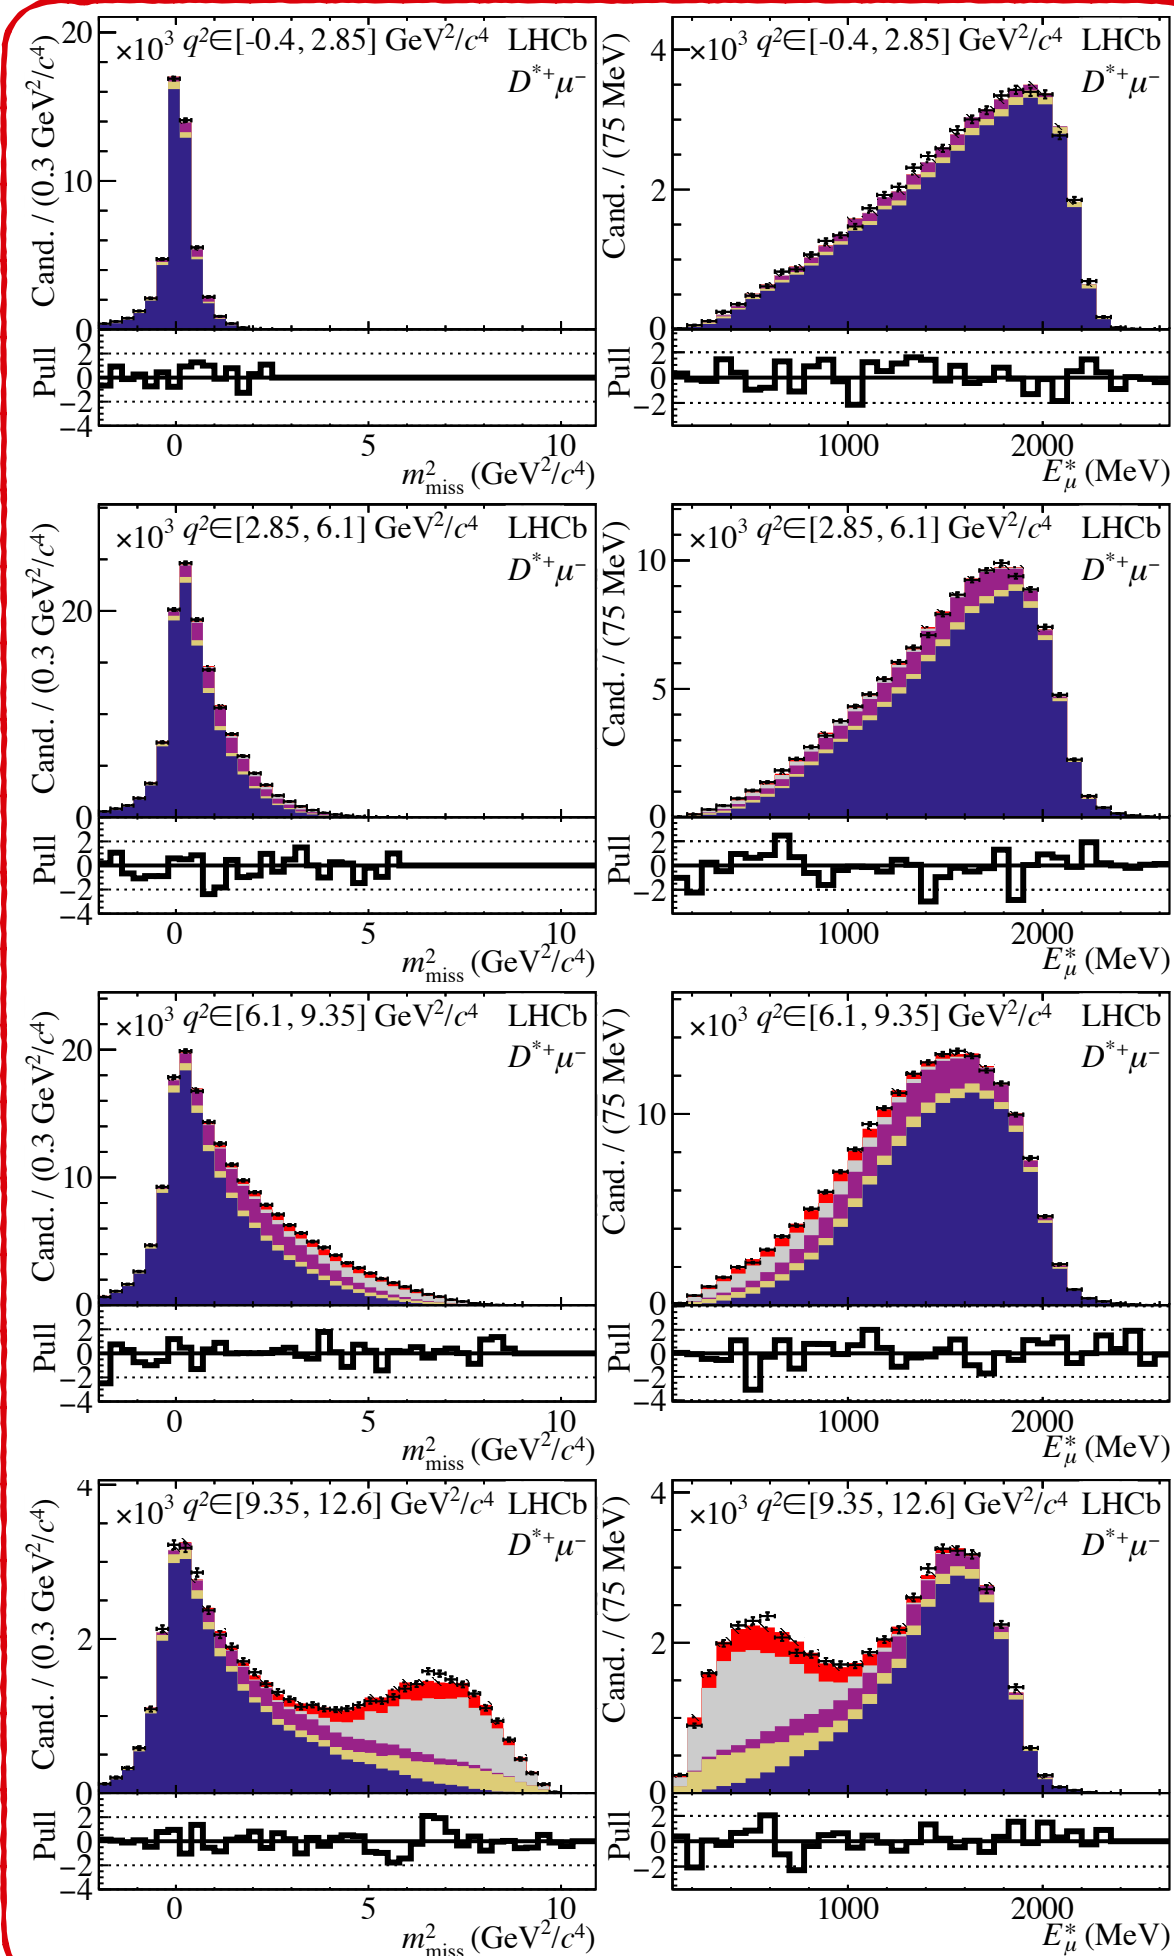 ×10³ q²∈[-0.4, 2.85] GeV²/c⁴ LHCb
D*⁺μ⁻
Cand. / (0.3 GeV²/c⁴)
20
10
0
Pull
2
0
−2
−4
0 5 10
m²miss (GeV²/c⁴)
×10³ q²∈[-0.4, 2.85] GeV²/c⁴ LHCb
D*⁺μ⁻
Cand. / (75 MeV)
4
2
0
Pull
2
0
−2
1000 2000
E*μ (MeV)
×10³ q²∈[2.85, 6.1] GeV²/c⁴ LHCb
D*⁺μ⁻
Cand. / (0.3 GeV²/c⁴)
20
0
Pull
2
0
−2
−4
0 5 10
m²miss (GeV²/c⁴)
×10³ q²∈[2.85, 6.1] GeV²/c⁴ LHCb
D*⁺μ⁻
Cand. / (75 MeV)
10
5
0
Pull
2
0
−2
−4
1000 2000
E*μ (MeV)
×10³ q²∈[6.1, 9.35] GeV²/c⁴ LHCb
D*⁺μ⁻
Cand. / (0.3 GeV²/c⁴)
20
10
0
Pull
2
0
−2
−4
0 5 10
m²miss (GeV²/c⁴)
×10³ q²∈[6.1, 9.35] GeV²/c⁴ LHCb
D*⁺μ⁻
Cand. / (75 MeV)
10
0
Pull
2
0
−2
−4
1000 2000
E*μ (MeV)
×10³ q²∈[9.35, 12.6] GeV²/c⁴ LHCb
D*⁺μ⁻
Cand. / (0.3 GeV²/c⁴)
4
2
0
Pull
2
0
−2
−4
0 5 10
m²miss (GeV²/c⁴)
×10³ q²∈[9.35, 12.6] GeV²/c⁴ LHCb
D*⁺μ⁻
Cand. / (75 MeV)
4
2
0
Pull
2
0
−2
1000 2000
E*μ (MeV)